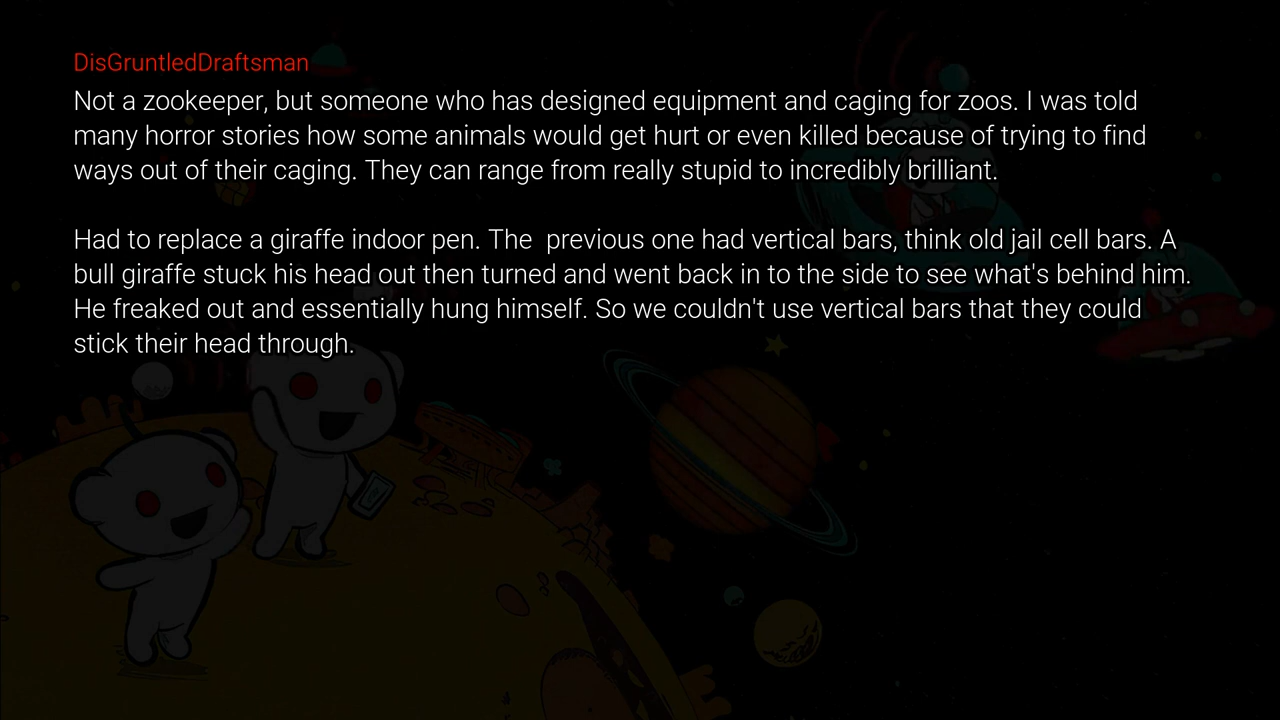 DisGruntledDraftsman
Not a zookeeper, but someone who has designed equipment and caging for zoos. I was told
many horror stories how some animals would get hurt or even killed because of trying to find
ways out of their caging. They can range from really stupid to incredibly brilliant.
Had to replace a giraffe indoor pen. The  previous one had vertical bars, think old jail cell bars. A
bull giraffe stuck his head out then turned and went back in to the side to see what's behind him.
He freaked out and essentially hung himself. So we couldn't use vertical bars that they could
stick their head through.